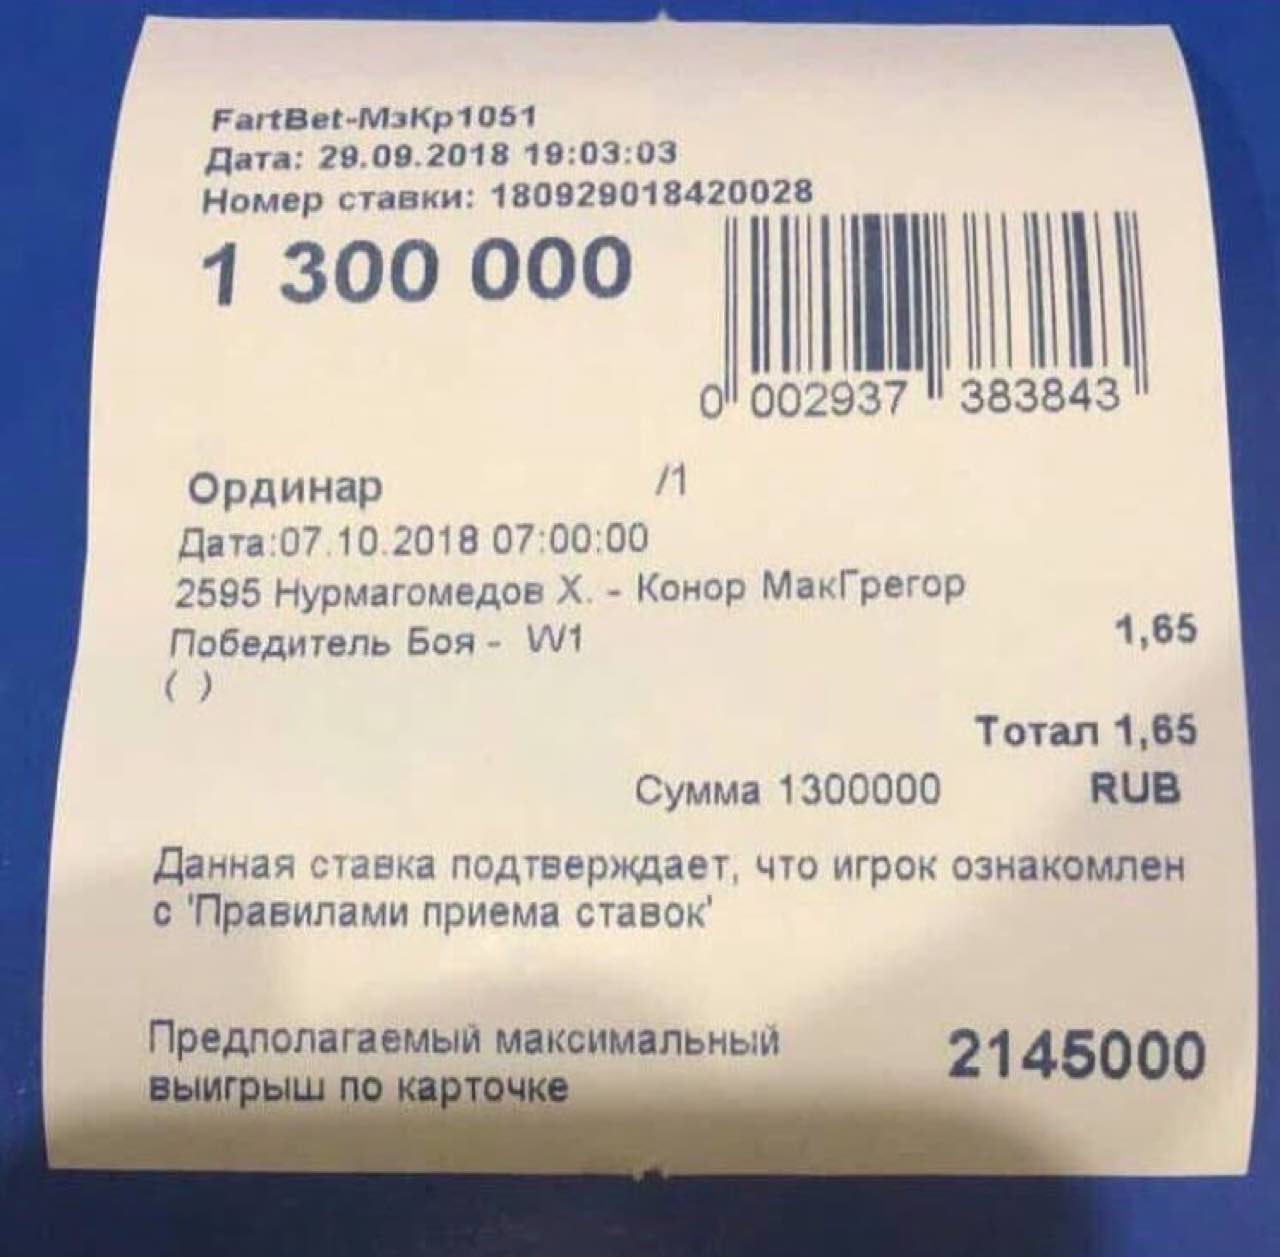 FartBet-МзКр1051
Дата: 29.09.2018 19:03:03
Номер ставки: 180929018420028
1 300 000
0 002937 383843
Ординар /1
Дата:07.10.2018 07:00:00
2595 Нурмагомедов Х. - Конор МакГрегор
Победитель Боя - W1 1,65
( )
Тотал 1,65
Сумма 1300000 RUB
Данная ставка подтверждает, что игрок ознакомлен
с 'Правилами приема ставок'
Предполагаемый максимальный
выигрыш по карточке 2145000